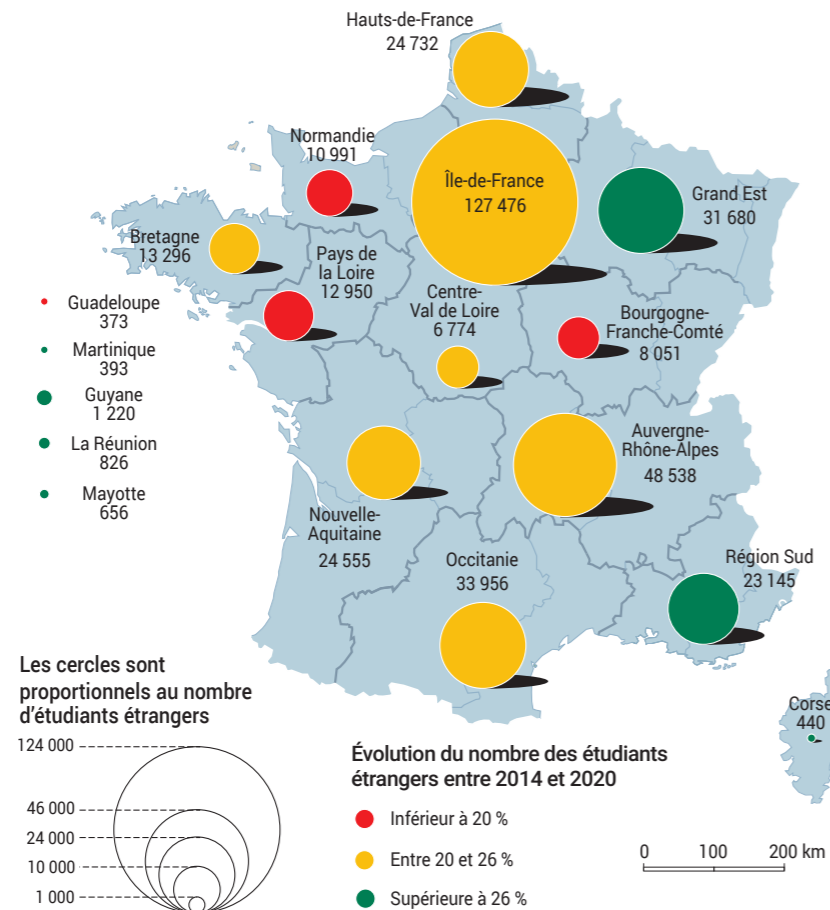 Hauts-de-France
24 732
Normandie
10 991
Île-de-France
127 476
Grand Est
31 680
Bretagne
13 296
Pays de
la Loire
12 950
Centre-
Val de Loire
6 774
Bourgogne-
Franche-Comté
8 051
Guadeloupe
373
Martinique
393
Guyane
1 220
La Réunion
826
Mayotte
656
Auvergne-
Rhône-Alpes
48 538
Nouvelle-
Aquitaine
24 555
Occitanie
33 956
Région Sud
23 145
Corse
440
Les cercles sont
proportionnels au nombre
d'étudiants étrangers
124 000
46 000
24 000
10 000
1 000
Évolution du nombre des étudiants
étrangers entre 2014 et 2020
Inférieur à 20 %
Entre 20 et 26 %
Supérieure à 26 %
0 100 200 km